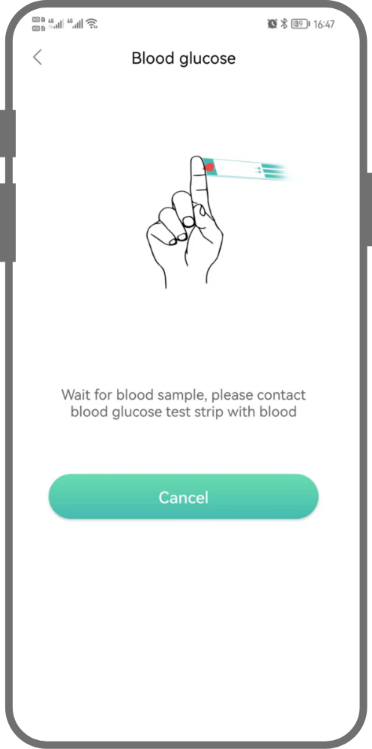 16:47
Blood glucose
Wait for blood sample, please contact
blood glucose test strip with blood
Cancel